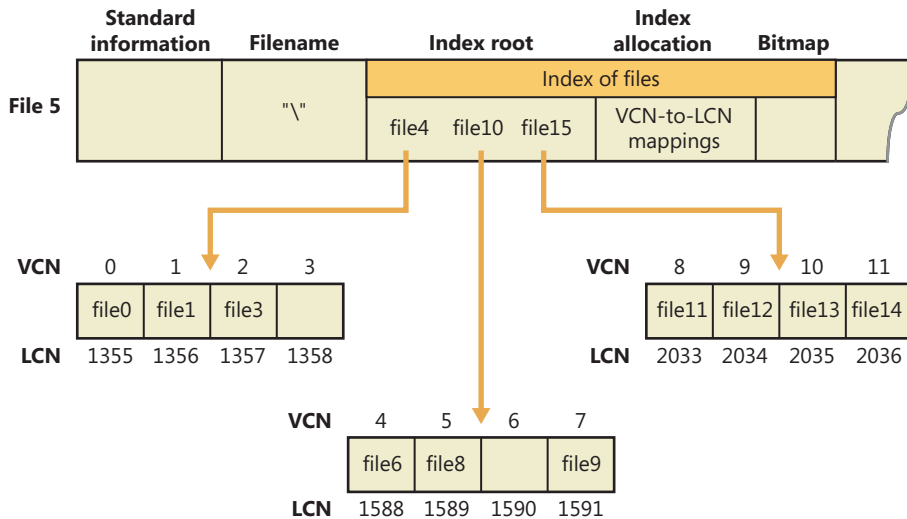 Standard information
Filename
Index root
Index allocation
Bitmap
File 5
"\"
Index of files
file4 file10 file15
VCN-to-LCN mappings
VCN 0 1 2 3
file0 file1 file3
LCN 1355 1356 1357 1358
VCN 8 9 10 11
file11 file12 file13 file14
LCN 2033 2034 2035 2036
VCN 4 5 6 7
file6 file8 file9
LCN 1588 1589 1590 1591